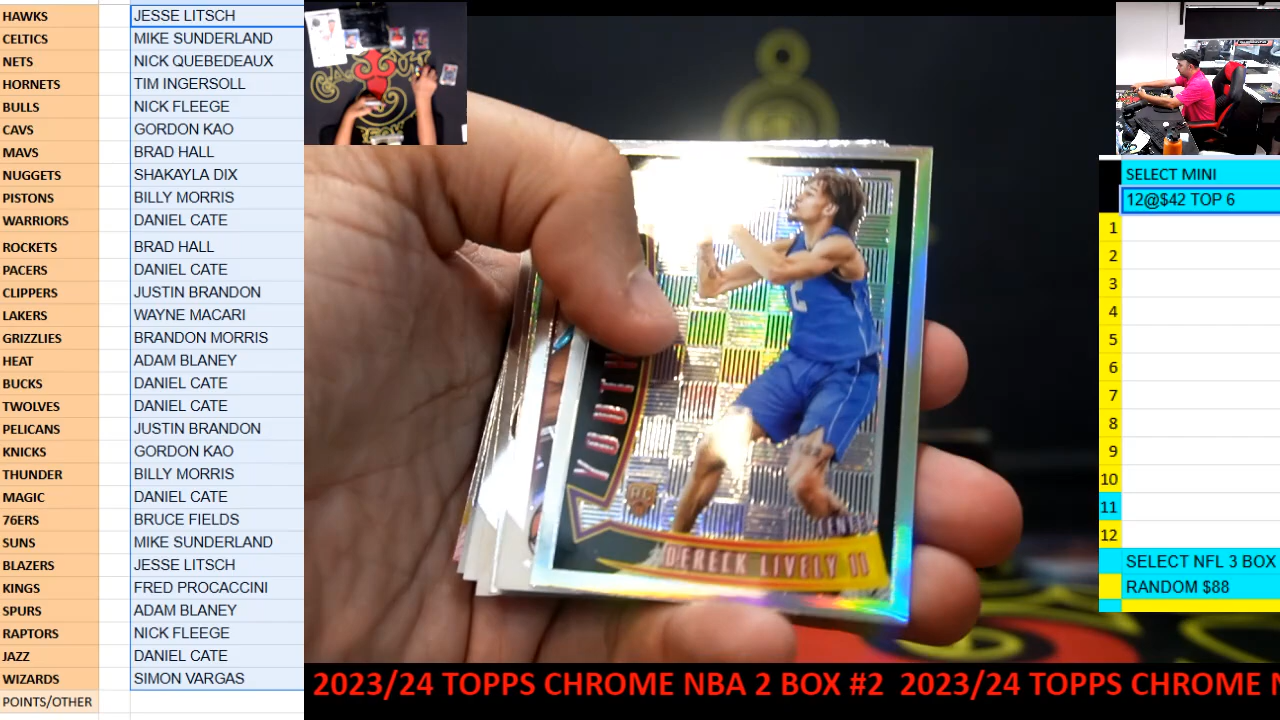 HAWKS JESSE LITSCH
CELTICS MIKE SUNDERLAND
NETS NICK QUEBEDEAUX
HORNETS TIM INGERSOLL
BULLS NICK FLEEGE
CAVS GORDON KAO
MAVS BRAD HALL
NUGGETS SHAKAYLA DIX
PISTONS BILLY MORRIS
WARRIORS DANIEL CATE
ROCKETS BRAD HALL
PACERS DANIEL CATE
CLIPPERS JUSTIN BRANDON
LAKERS WAYNE MACARI
GRIZZLIES BRANDON MORRIS
HEAT ADAM BLANEY
BUCKS DANIEL CATE
TWOLVES DANIEL CATE
PELICANS JUSTIN BRANDON
KNICKS GORDON KAO
THUNDER BILLY MORRIS
MAGIC DANIEL CATE
76ERS BRUCE FIELDS
SUNS MIKE SUNDERLAND
BLAZERS JESSE LITSCH
KINGS FRED PROCACCINI
SPURS ADAM BLANEY
RAPTORS NICK FLEEGE
JAZZ DANIEL CATE
WIZARDS SIMON VARGAS
POINTS/OTHER
YOUTH
RC
DERECK LIVELY II
SELECT MINI
12@$42 TOP 6
1
2
3
4
5
6
7
8
9
10
11
12
SELECT NFL 3 BOX
RANDOM $88
2023/24 TOPPS CHROME NBA 2 BOX #2 2023/24 TOPPS CHROME